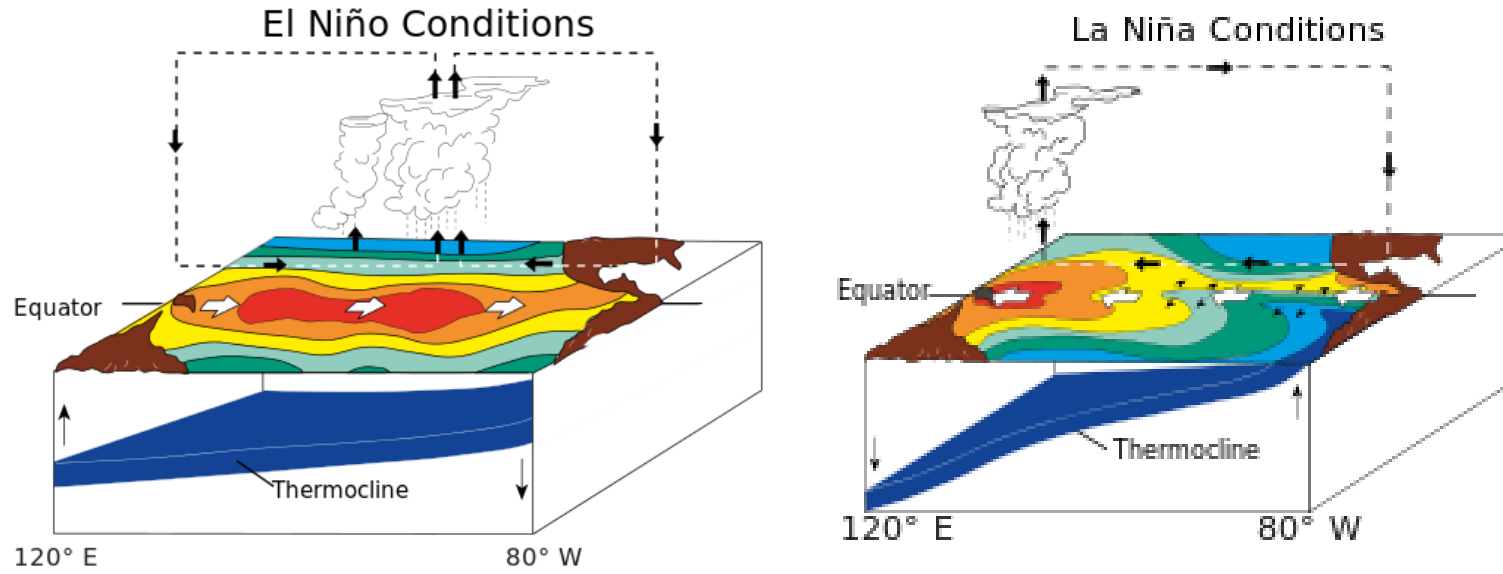 El Niño Conditions
Equator
Thermocline
120° E
80° W
La Niña Conditions
Equator
Thermocline
120° E
80° W